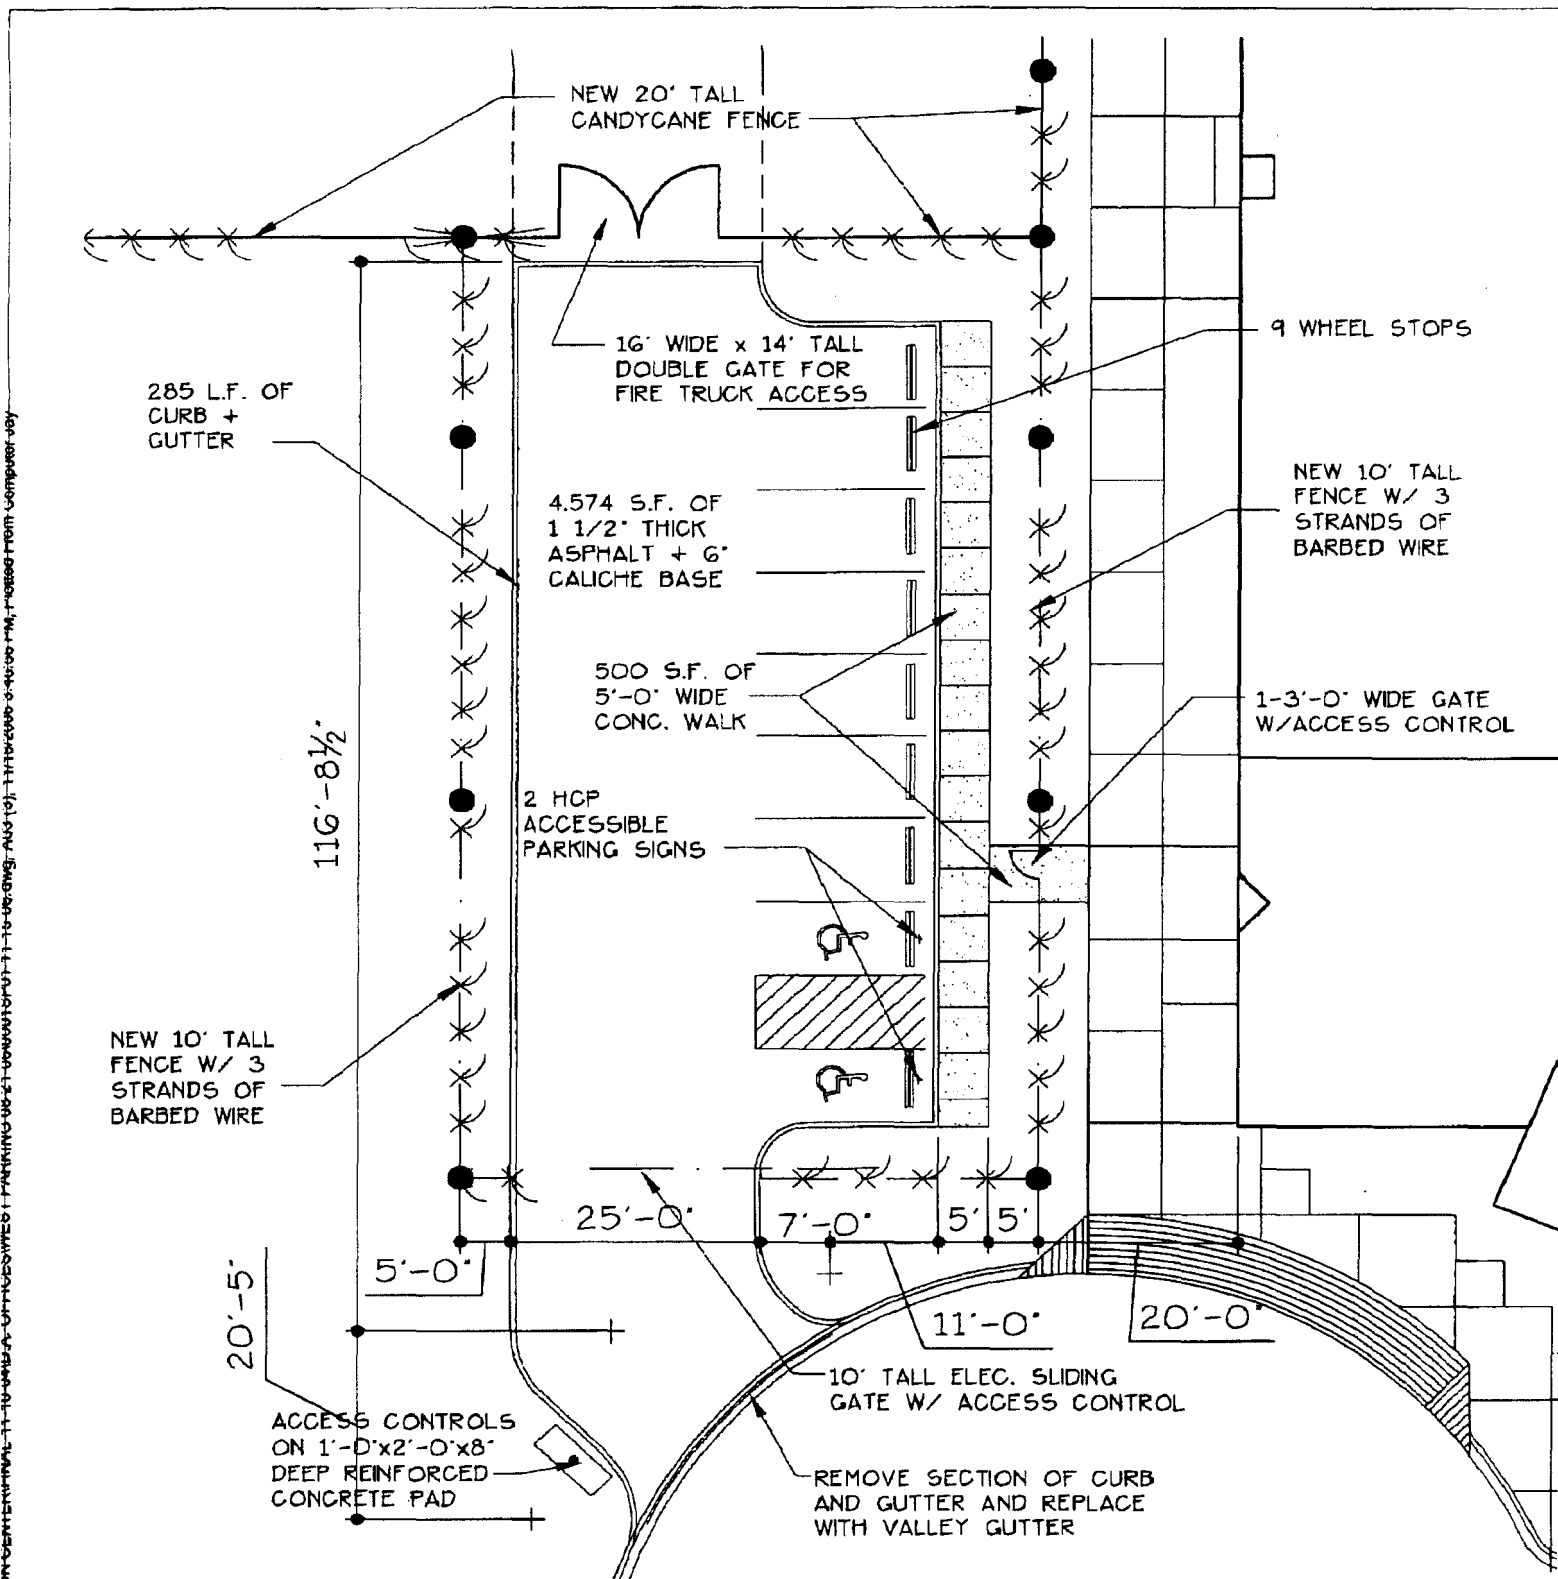 NEW 20' TALL
CANDYCANE FENCE
16' WIDE x 14' TALL
DOUBLE GATE FOR
FIRE TRUCK ACCESS
9 WHEEL STOPS
285 L.F. OF
CURB +
GUTTER
4.574 S.F. OF
1 1/2" THICK
ASPHALT + 6"
CALICHE BASE
NEW 10' TALL
FENCE W/ 3
STRANDS OF
BARBED WIRE
500 S.F. OF
5'-0" WIDE
CONC. WALK
1-3'-0" WIDE GATE
W/ACCESS CONTROL
116'-8½"
2 HCP
ACCESSIBLE
PARKING SIGNS
NEW 10' TALL
FENCE W/ 3
STRANDS OF
BARBED WIRE
25'-0"
7'-0"
5'
5'
5'-0"
20'-5"
11'-0"
20'-0"
10' TALL ELEC. SLIDING
GATE W/ ACCESS CONTROL
ACCESS CONTROLS
ON 1'-0"x2'-0"x8"
DEEP REINFORCED
CONCRETE PAD
REMOVE SECTION OF CURB
AND GUTTER AND REPLACE
WITH VALLEY GUTTER